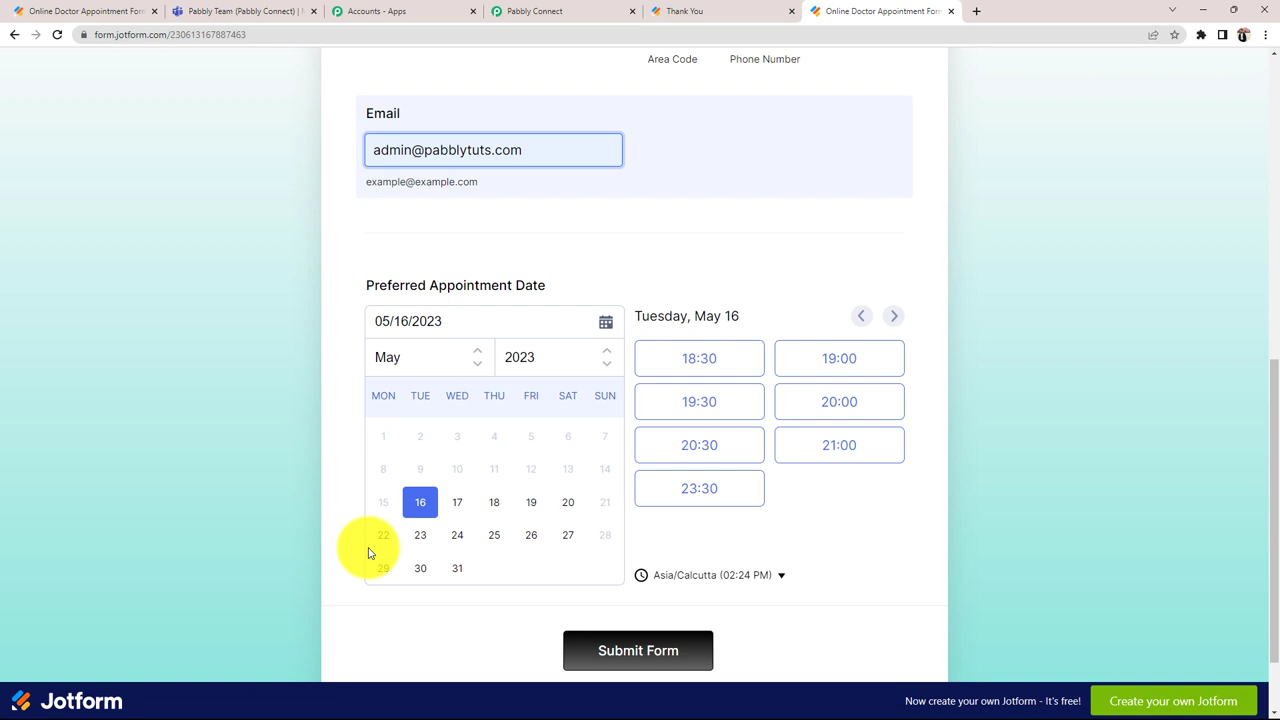 Online Doctor Appointment Form
Pabbly Team (Pabbly Connect) | M
Accounts - Apps
Pabbly Connect
Thank You
Online Doctor Appointment Form
form.jotform.com/230613167887463
Area Code
Phone Number
Email
admin@pabblytuts.com
example@example.com
Preferred Appointment Date
05/16/2023
Tuesday, May 16
May
2023
18:30
19:00
MON TUE WED THU FRI SAT SUN
19:30
20:00
1 2 3 4 5 6 7
20:30
21:00
8 9 10 11 12 13 14
23:30
15 16 17 18 19 20 21
22 23 24 25 26 27 28
29 30 31
Asia/Calcutta (02:24 PM)
Submit Form
Jotform
Now create your own Jotform - It's free!
Create your own Jotform